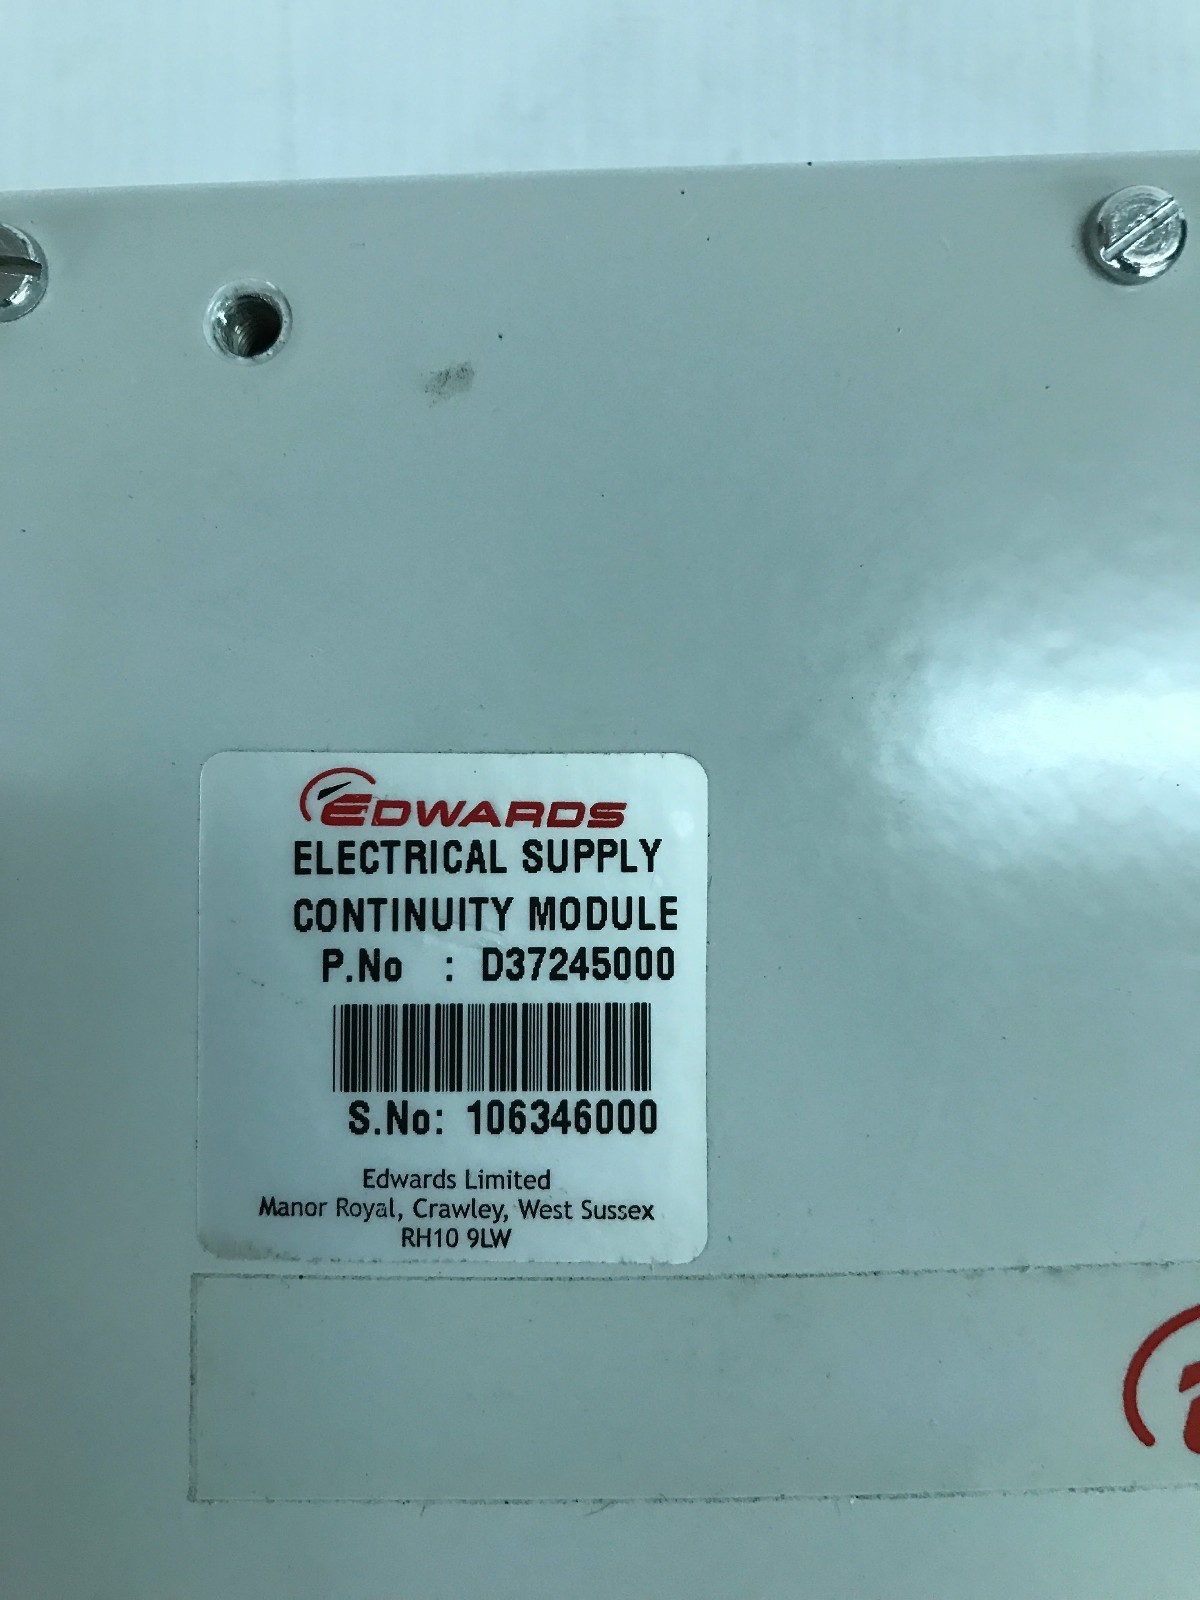 EDWARDS
ELECTRICAL SUPPLY
CONTINUITY MODULE
P.No : D37245000
S.No: 106346000
Edwards Limited
Manor Royal, Crawley, West Sussex
RH10 9LW